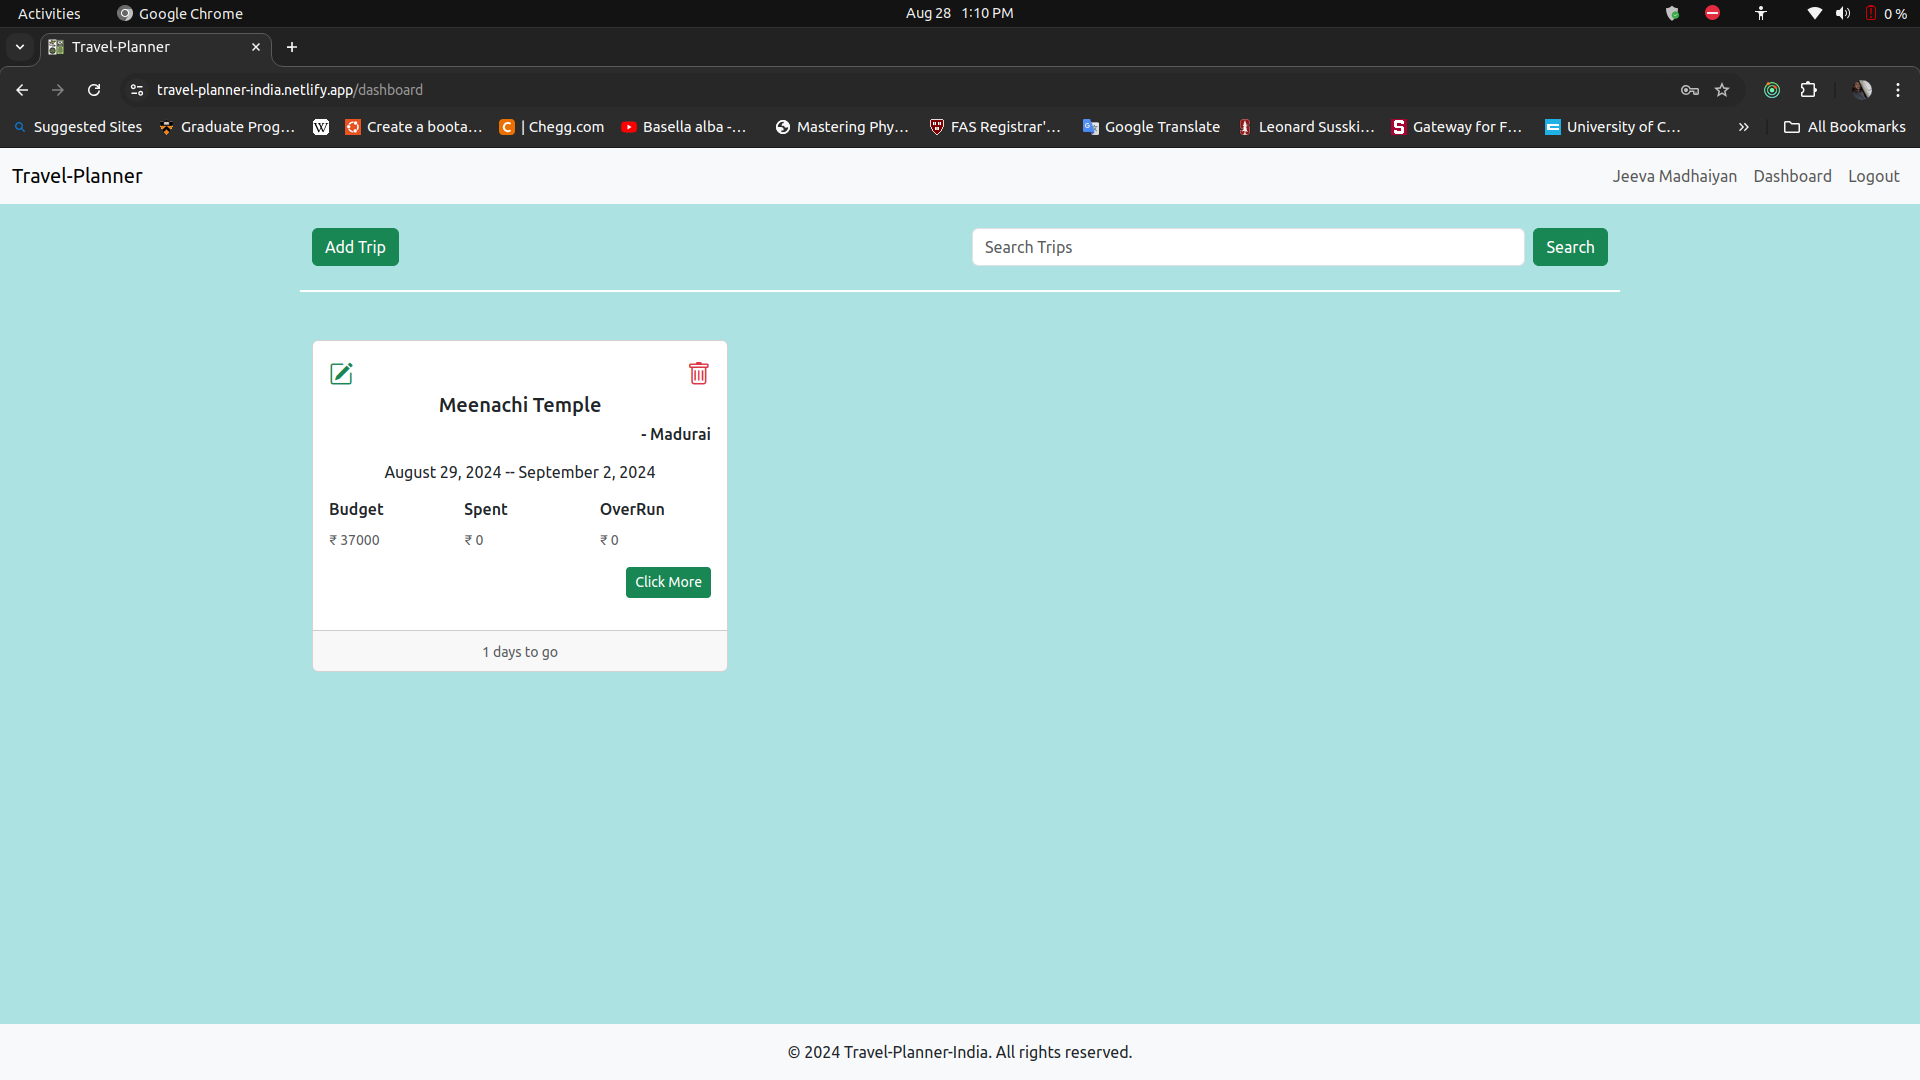 Activities Google Chrome Aug 28 1:10 PM 0 %
Travel-Planner
travel-planner-india.netlify.app/dashboard
Suggested Sites Graduate Prog... W Create a boota... C | Chegg.com Basella alba -... Mastering Phy... FAS Registrar'... Google Translate Leonard Susski... Gateway for F... University of C... » All Bookmarks
Travel-Planner Jeeva Madhaiyan Dashboard Logout
Add Trip Search Trips Search
Meenachi Temple
- Madurai
August 29, 2024 -- September 2, 2024
Budget Spent OverRun
₹ 37000 ₹ 0 ₹ 0
Click More
1 days to go
© 2024 Travel-Planner-India. All rights reserved.